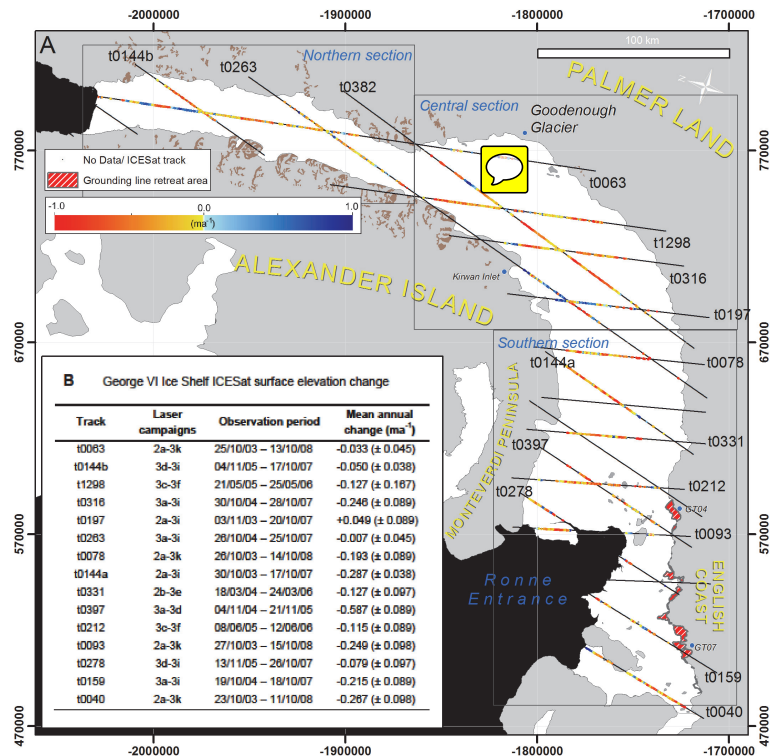 -2000000 -1900000 -1800000 -1700000
A
t0144b
Northern section
t0263
t0382
100 km
PALMER LAND
N
Central section
Goodenough
Glacier
770000
770000
No Data/ ICESat track
Grounding line retreat area
-1.0 0.0 1.0
(ma-1)
t0063
t1298
t0316
ALEXANDER ISLAND
Kirwan Inlet
t0197
670000
670000
Southern section
t0144a
t0078
B George VI Ice Shelf ICESat surface elevation change
Track Laser campaigns Observation period Mean annual change (ma-1)
t0063 2a-3k 25/10/03 – 13/10/08 -0.033 (± 0.045)
t0144b 3d-3i 04/11/05 – 17/10/07 -0.050 (± 0.038)
t1298 3c-3f 21/05/05 – 25/05/06 -0.127 (± 0.167)
t0316 3a-3i 30/10/04 – 28/10/07 -0.246 (± 0.089)
t0197 2a-3i 03/11/03 – 20/10/07 +0.049 (± 0.089)
t0263 3a-3i 26/10/04 – 25/10/07 -0.007 (± 0.045)
t0078 2a-3k 26/10/03 – 14/10/08 -0.193 (± 0.089)
t0144a 2a-3i 30/10/03 – 17/10/07 -0.287 (± 0.038)
t0331 2b-3e 18/03/04 – 24/03/06 -0.127 (± 0.097)
t0397 3a-3d 04/11/04 – 21/11/05 -0.587 (± 0.089)
t0212 3c-3f 08/06/05 – 12/06/06 -0.115 (± 0.089)
t0093 2a-3k 27/10/03 – 15/10/08 -0.249 (± 0.098)
t0278 3d-3i 13/11/05 – 26/10/07 -0.079 (± 0.097)
t0159 3a-3i 19/10/04 – 18/10/07 -0.215 (± 0.089)
t0040 2a-3k 23/10/03 – 11/10/08 -0.267 (± 0.098)
MONTEVERDI PENINSULA
t0397
t0331
t0278
t0212
GT04
570000
t0093
Ronne
Entrance
ENGLISH
COAST
GT07
t0159
t0040
470000
470000
-2000000 -1900000 -1800000 -1700000